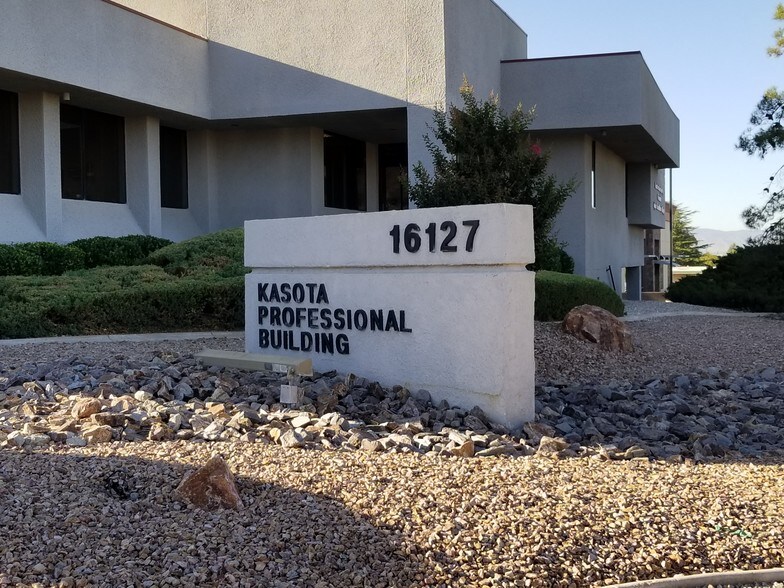 16127
KASOTA
PROFESSIONAL
BUILDING